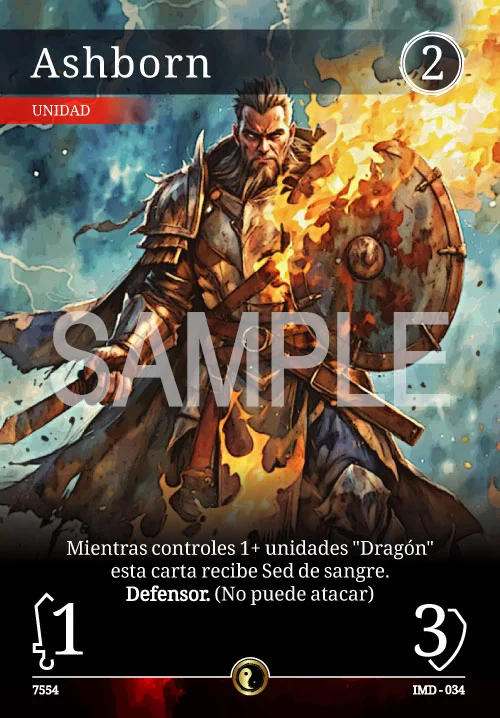 Ashborn
2
UNIDAD
SAMPLE
Mientras controles 1+ unidades "Dragón"
esta carta recibe Sed de sangre.
Defensor. (No puede atacar)
1
3
7554
IMD - 034